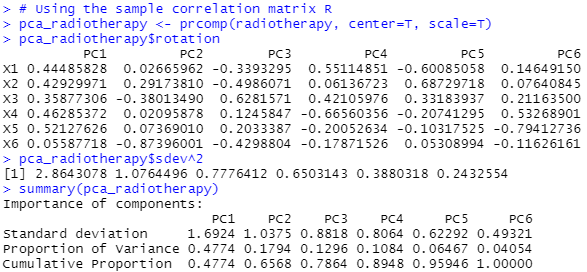 > # Using the sample correlation matrix R
> pca_radiotherapy <- prcomp(radiotherapy, center=T, scale=T)
> pca_radiotherapy$rotation
PC1 PC2 PC3 PC4 PC5 PC6
X1 0.44485828 0.02665962 -0.3393295 0.55114851 -0.60085058 0.14649150
X2 0.42929971 0.29173810 -0.4986071 0.06136723 0.68729718 0.07640845
X3 0.35877306 -0.38013490 0.6281571 0.42105976 0.33183937 0.21163500
X4 0.46285372 0.02095878 0.1245847 -0.66560356 -0.20741295 0.53268901
X5 0.52127626 0.07369010 0.2033387 -0.20052634 -0.10317525 -0.79412736
X6 0.05587718 -0.87396001 -0.4298804 -0.17871526 0.05308994 -0.11626161
> pca_radiotherapy$sdev^2
[1] 2.8643078 1.0764496 0.7776412 0.6503143 0.3880318 0.2432554
> summary(pca_radiotherapy)
Importance of components:
PC1 PC2 PC3 PC4 PC5 PC6
Standard deviation 1.6924 1.0375 0.8818 0.8064 0.62292 0.49321
Proportion of Variance 0.4774 0.1794 0.1296 0.1084 0.06467 0.04054
Cumulative Proportion 0.4774 0.6568 0.7864 0.8948 0.95946 1.00000